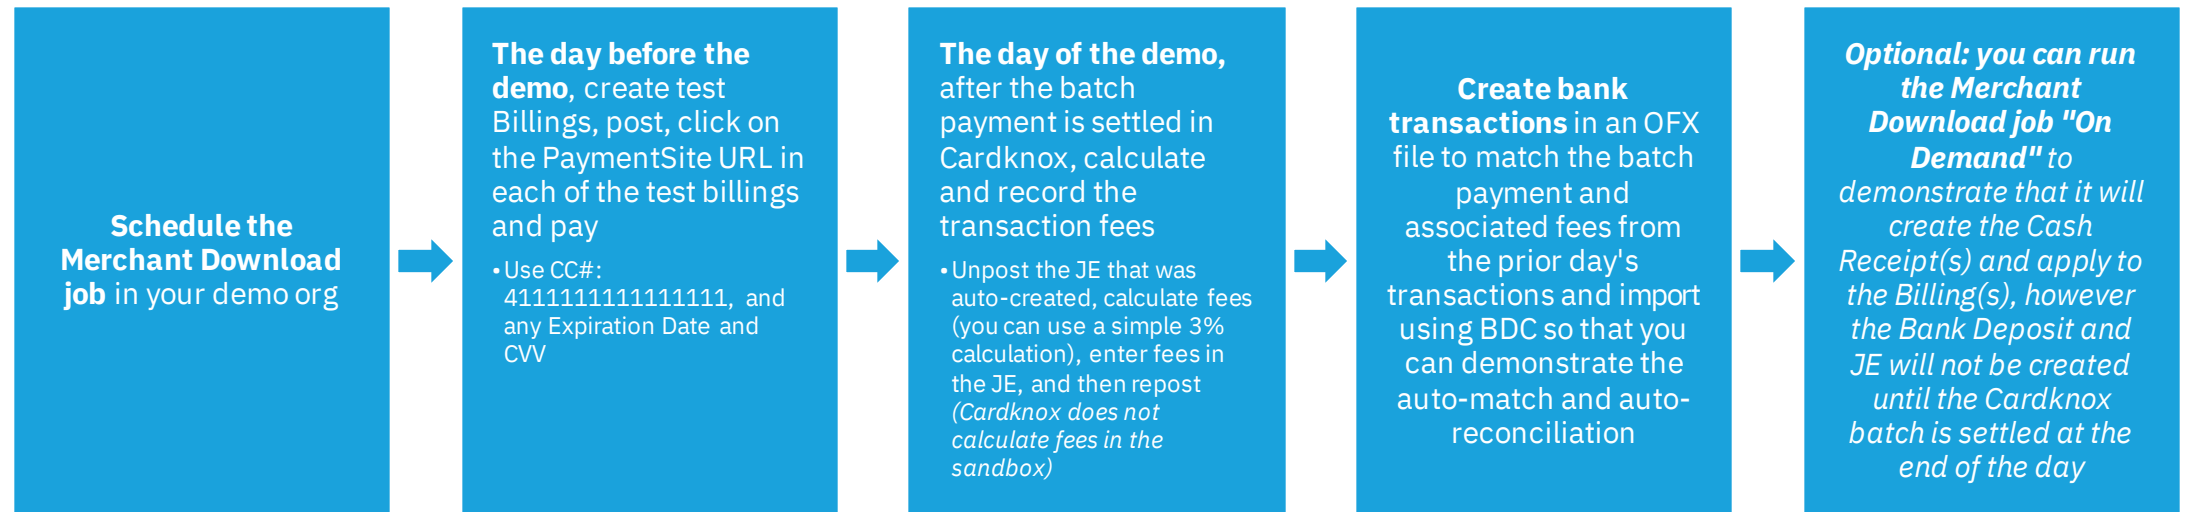 Schedule the
Merchant Download
job in your demo org
The day before the
demo, create test
Billings, post, click on
the PaymentSite URL in
each of the test billings
and pay
•Use CC#:
4111111111111111, and
any Expiration Date and
CVV
The day of the demo,
after the batch
payment is settled in
Cardknox, calculate
and record the
transaction fees
•Unpost the JE that was
auto-created, calculate fees
(you can use a simple 3%
calculation), enter fees in
the JE, and then repost
(Cardknox does not
calculate fees in the
sandbox)
Create bank
transactions in an OFX
file to match the batch
payment and
associated fees from
the prior day's
transactions and import
using BDC so that you
can demonstrate the
auto-match and auto-
reconciliation
Optional: you can run
the Merchant
Download job "On
Demand" to
demonstrate that it will
create the Cash
Receipt(s) and apply to
the Billing(s), however
the Bank Deposit and
JE will not be created
until the Cardknox
batch is settled at the
end of the day